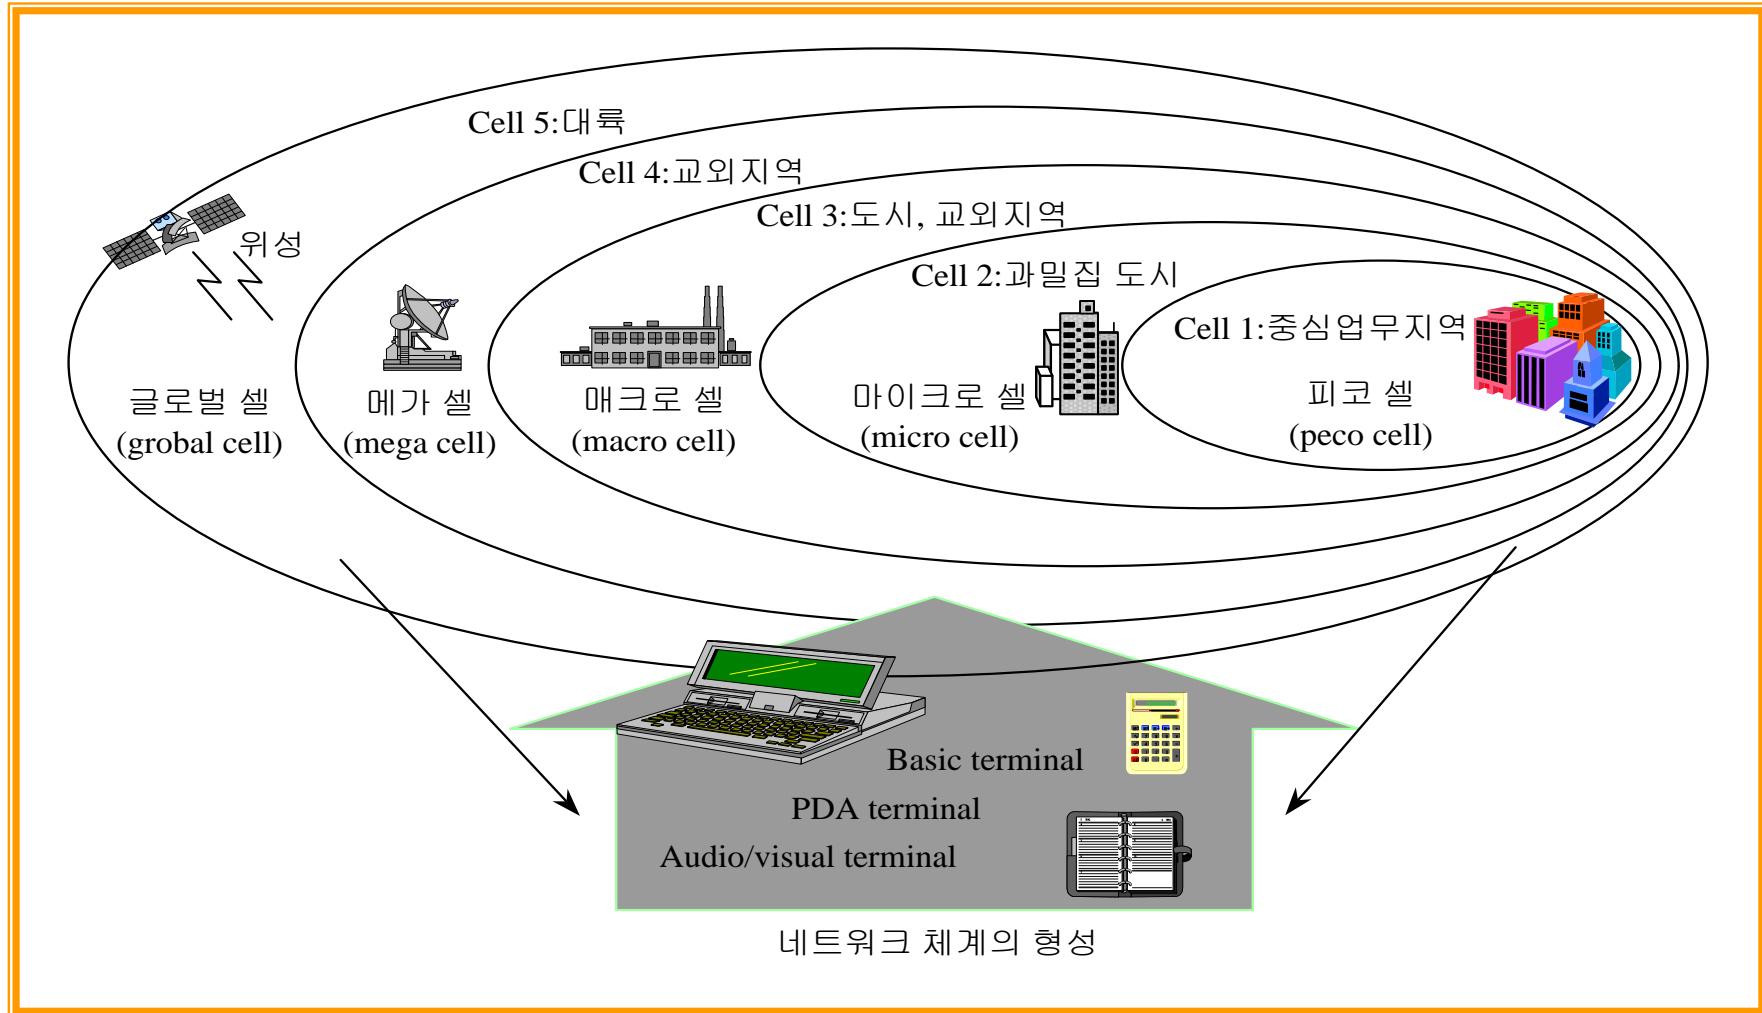 Cell 5:대륙
Cell 4:교외지역
Cell 3:도시, 교외지역
위성
Cell 2:과밀집 도시
Cell 1:중심업무지역
글로벌 셀
(grobal cell)
메가 셀
(mega cell)
매크로 셀
(macro cell)
마이크로 셀
(micro cell)
피코 셀
(peco cell)
Basic terminal
PDA terminal
Audio/visual terminal
네트워크 체계의 형성